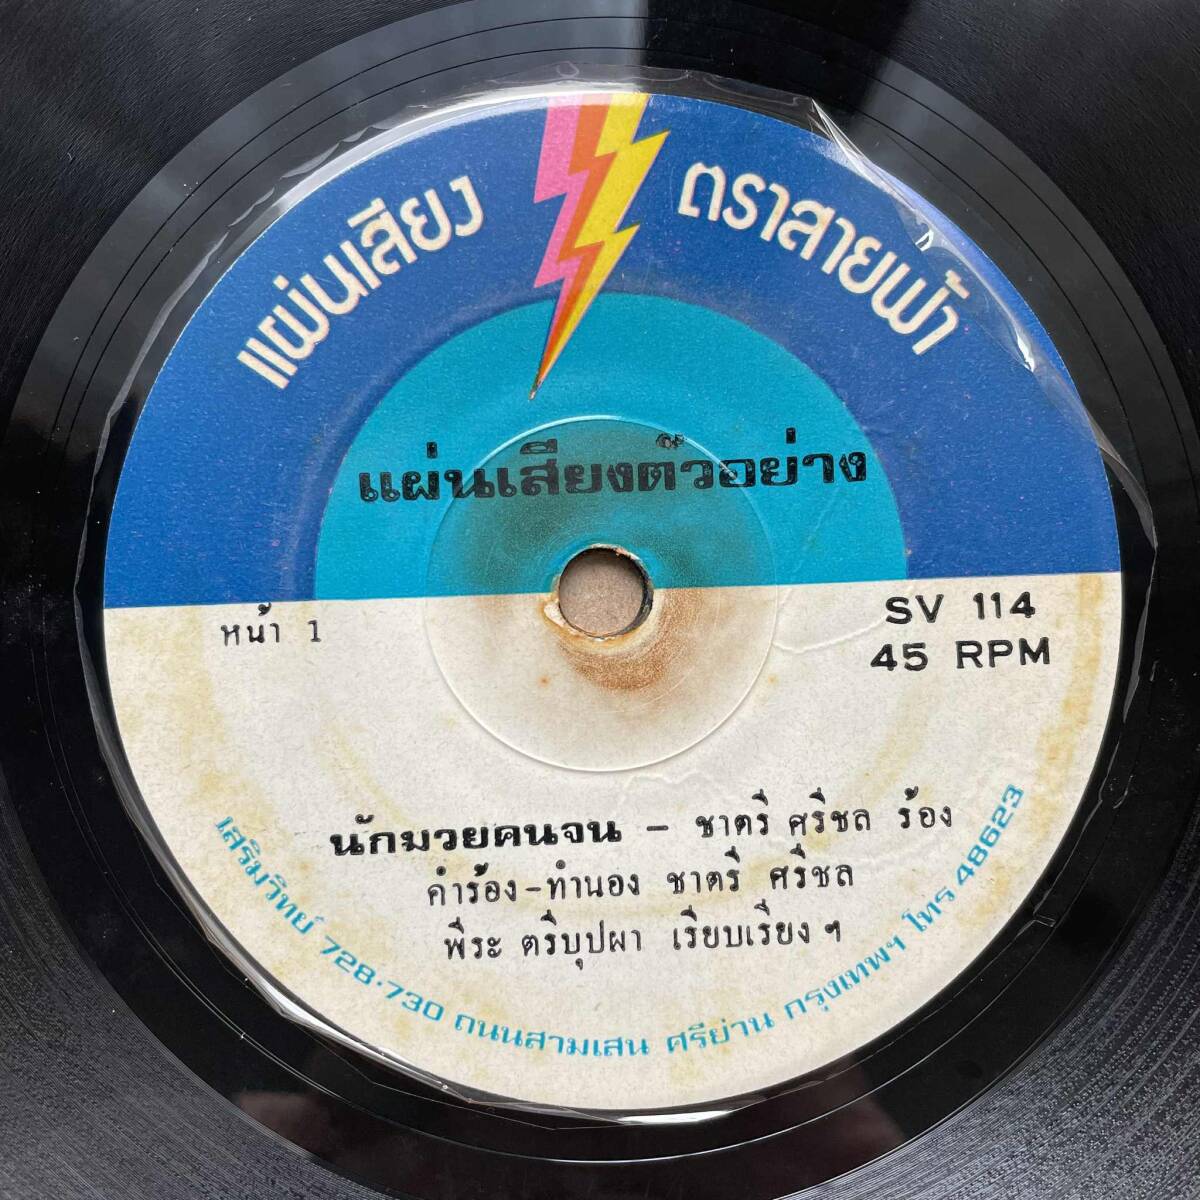 แผ่นเสียง ตราสายฟ้า
แผ่นเสียงตัวอย่าง
หน้า 1
SV 114
45 RPM
นักมวยคนจน - ชาตรี ศรีชล ร้อง
คำร้อง-ทำนอง ชาตรี ศรีชล
พีระ ตรีบุปผา เรียบเรียง ฯ
เสริมวิทย์ 728·730 ถนนสามเสน ศรีย่าน กรุงเทพฯ โทร 48623